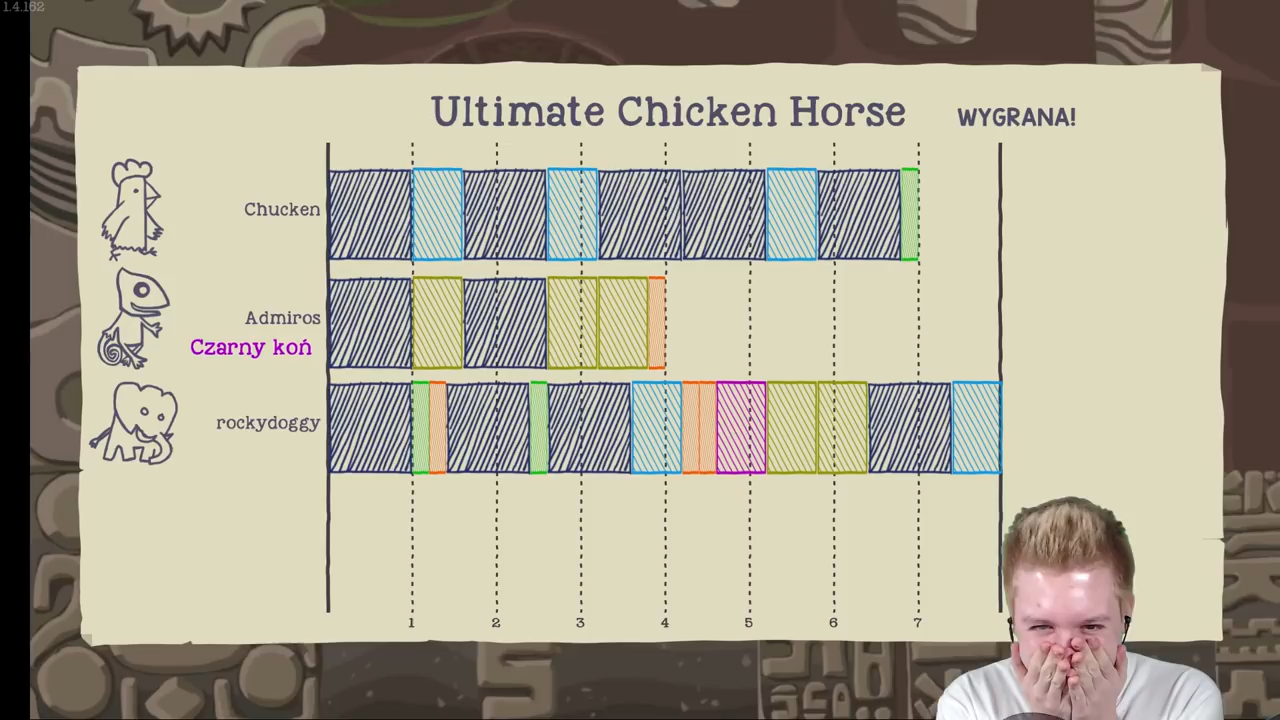 1.4.162
Ultimate Chicken Horse
WYGRANA!
Chucken
Admiros
Czarny koń
rockydoggy
1 2 3 4 5 6 7